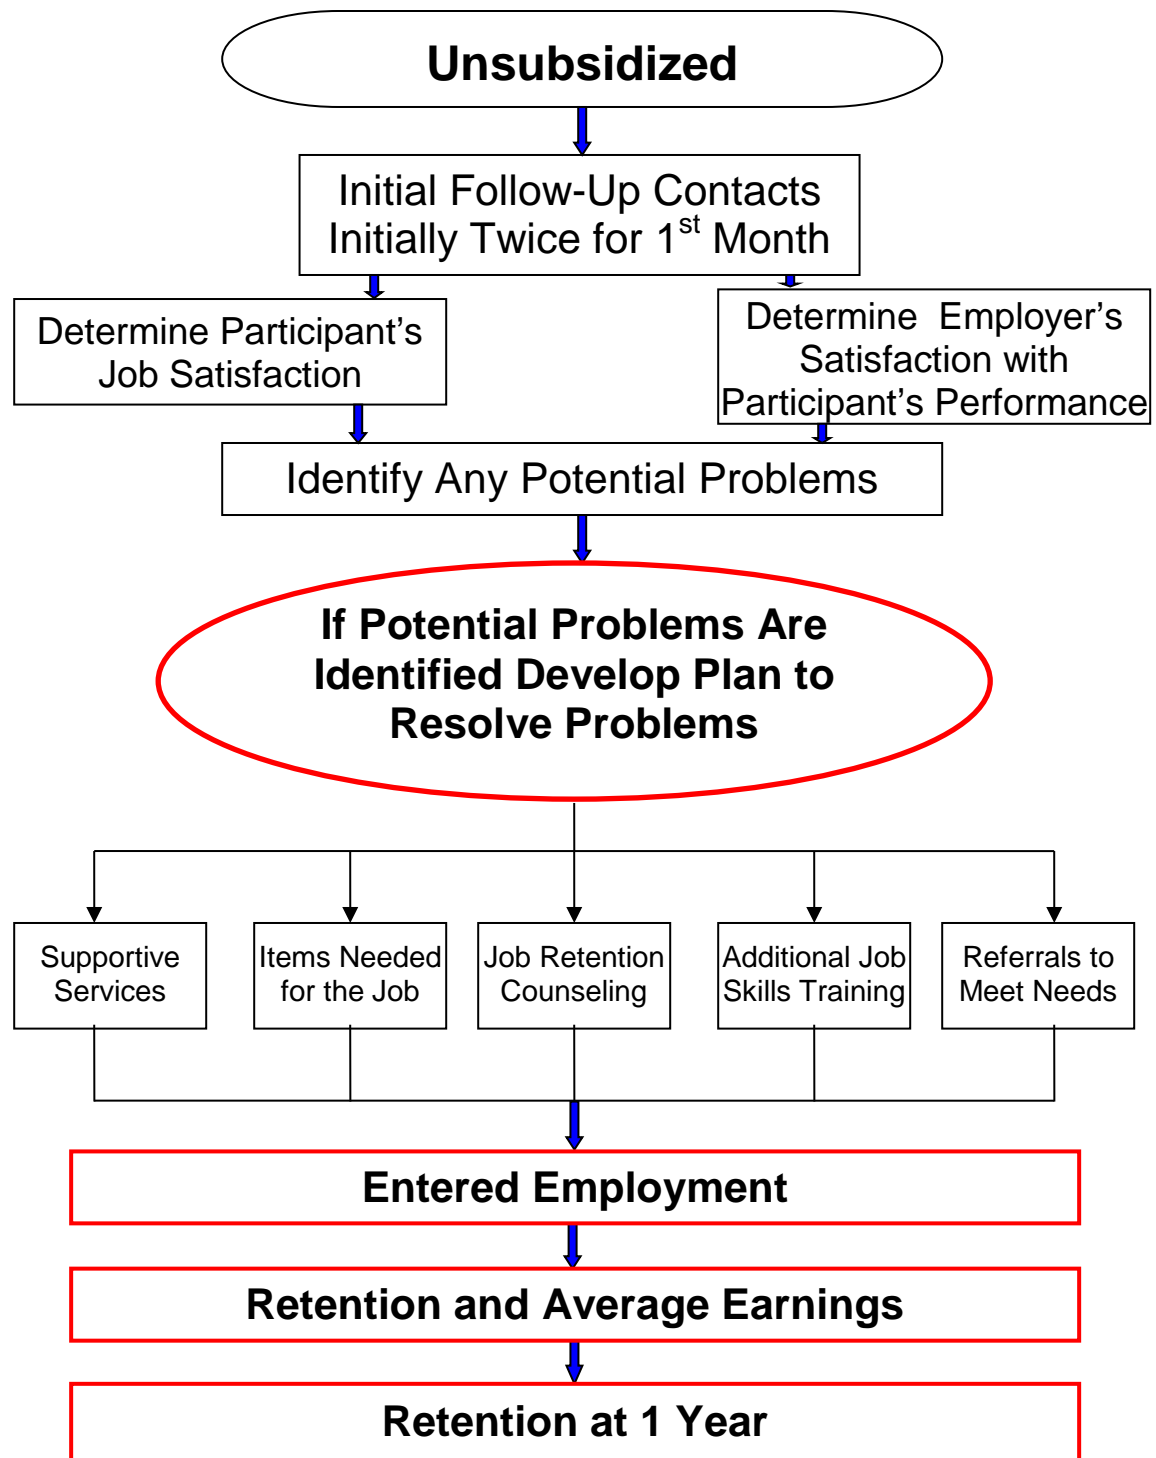 Unsubsidized
Initial Follow-Up Contacts
Initially Twice for 1st Month
Determine Participant’s
Job Satisfaction
Determine  Employer’s
Satisfaction with
Participant’s Performance
Identify Any Potential Problems
If Potential Problems Are
Identified Develop Plan to
Resolve Problems
Supportive
Services
Items Needed
for the Job
Job Retention
Counseling
Additional Job
Skills Training
Referrals to
Meet Needs
Entered Employment
Retention and Average Earnings
Retention at 1 Year